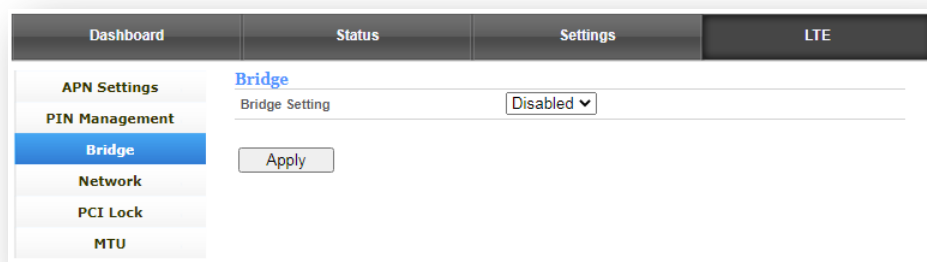 Dashboard Status Settings LTE
APN Settings
PIN Management
Bridge
Network
PCI Lock
MTU
Bridge
Bridge Setting Disabled
Apply